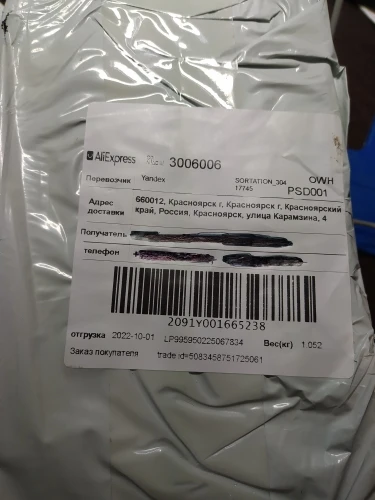 AliExpress 3006006 OWH
Перевозчик Yandex SORTATION_304 17745 PSD001
Адрес доставки 660012, Красноярск г, Красноярск г, Красноярский
край, Россия, Красноярск, улица Карамзина, 4
Получатель
телефон
2091Y001665238
отгрузка 2022-10-01 LP995950225067834 Вес(кг) 1.052
Заказ покупателя trade id=5083458751725061